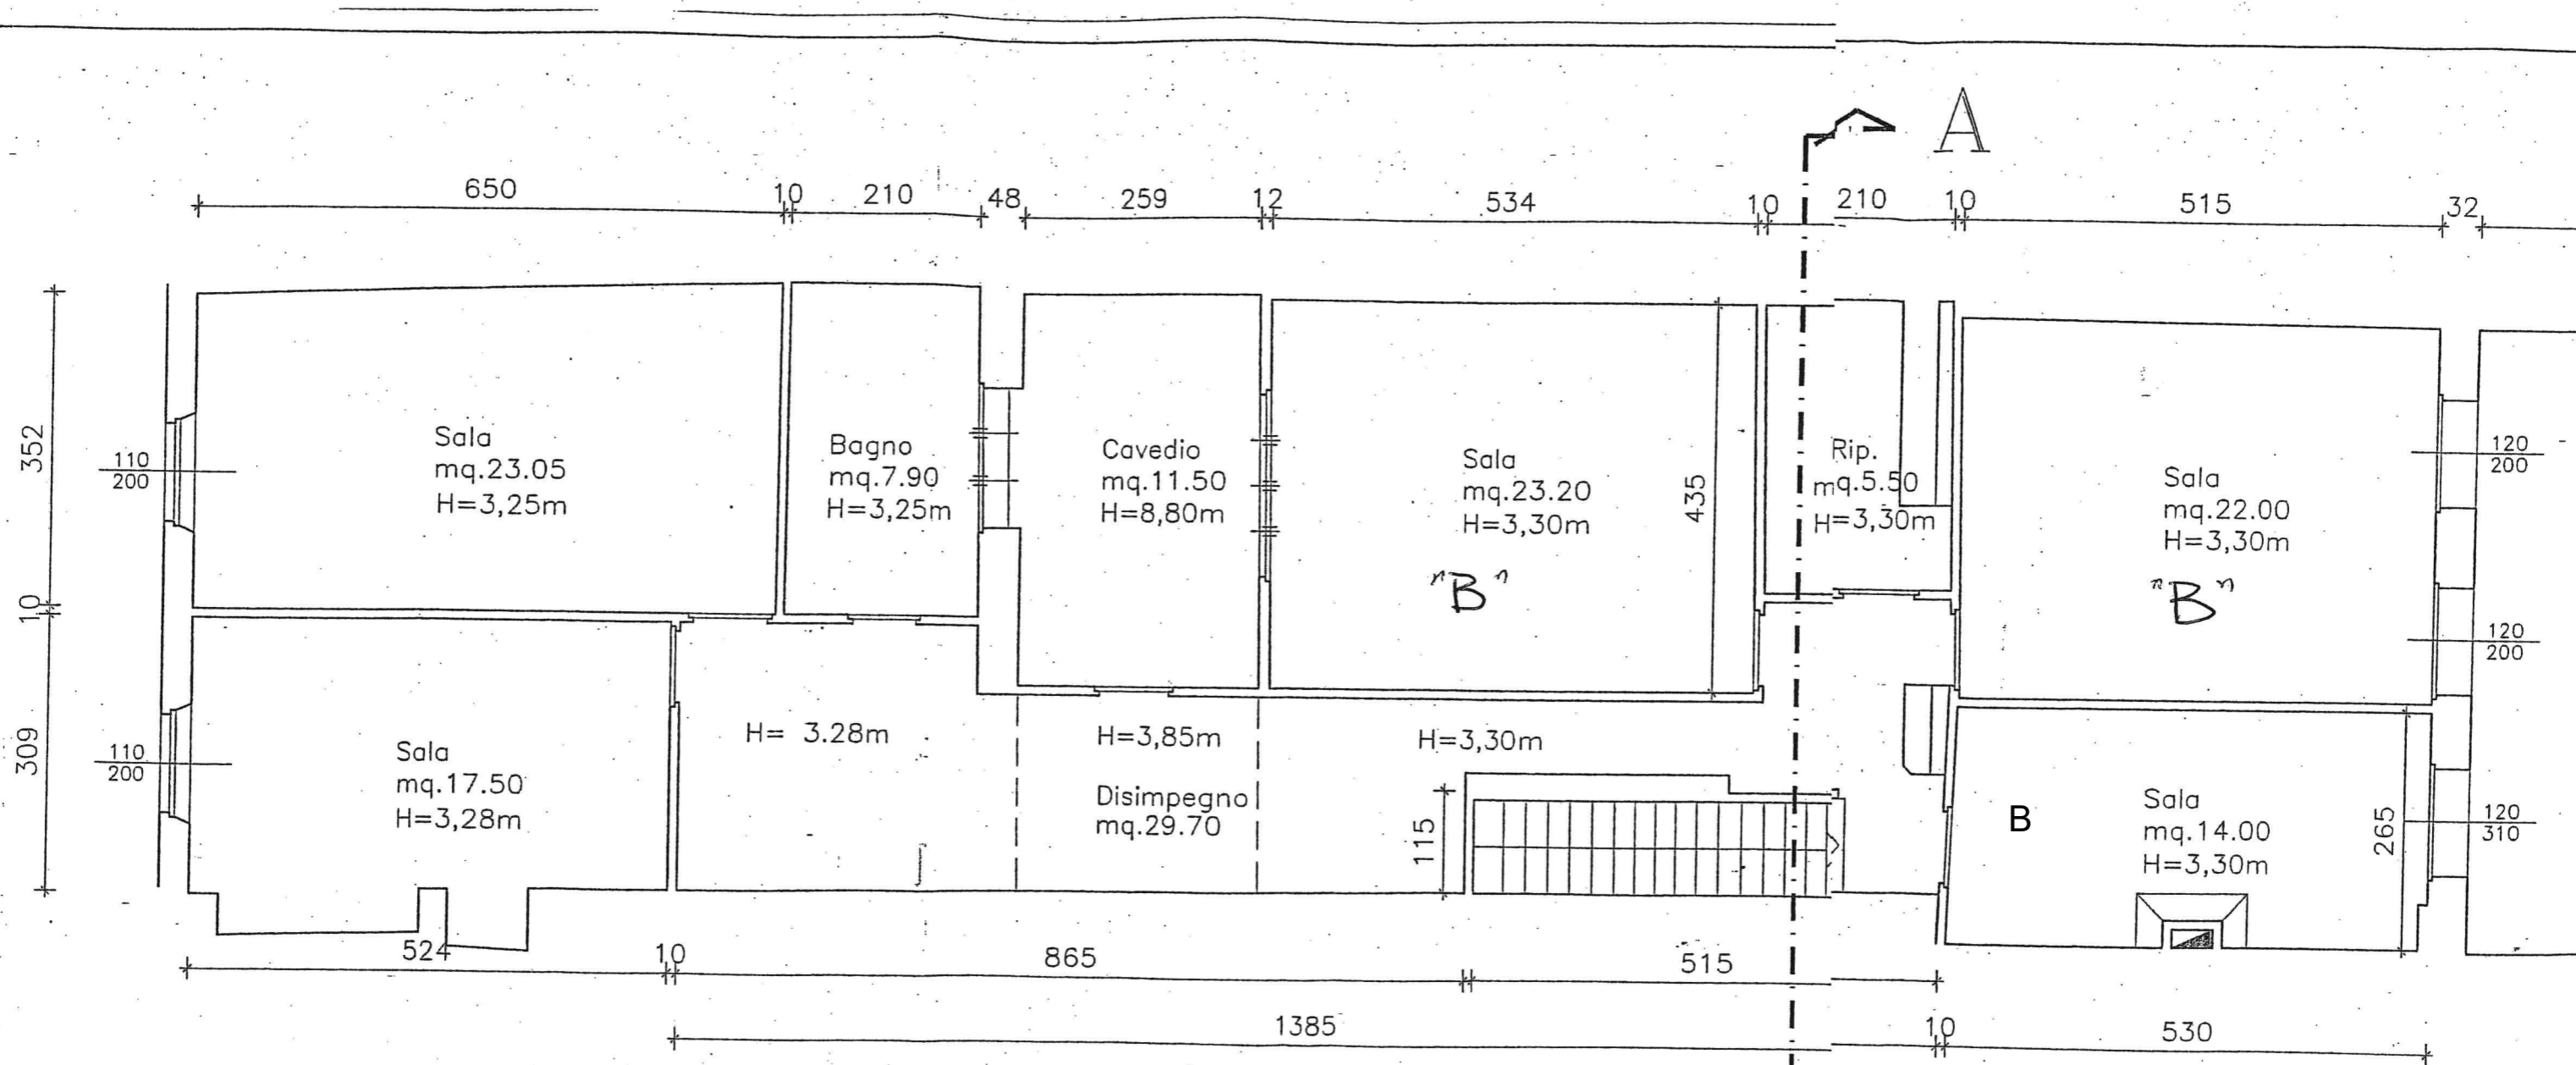 A
650 10 210 48 259 12 534 10 210 10 515 32
352
10
309
110
200
110
200
Sala
mq.23.05
H=3,25m
Bagno
mq.7.90
H=3,25m
Cavedio
mq.11.50
H=8,80m
Sala
mq.23.20
H=3,30m
"B"
435
Rip.
mq.5.50
H=3,30m
Sala
mq.22.00
H=3,30m
"B"
120
200
120
200
Sala
mq.17.50
H=3,28m
H= 3.28m
H=3,85m
H=3,30m
Disimpegno
mq.29.70
115
B
Sala
mq.14.00
H=3,30m
265
120
310
524 10 865 515
1385 10 530